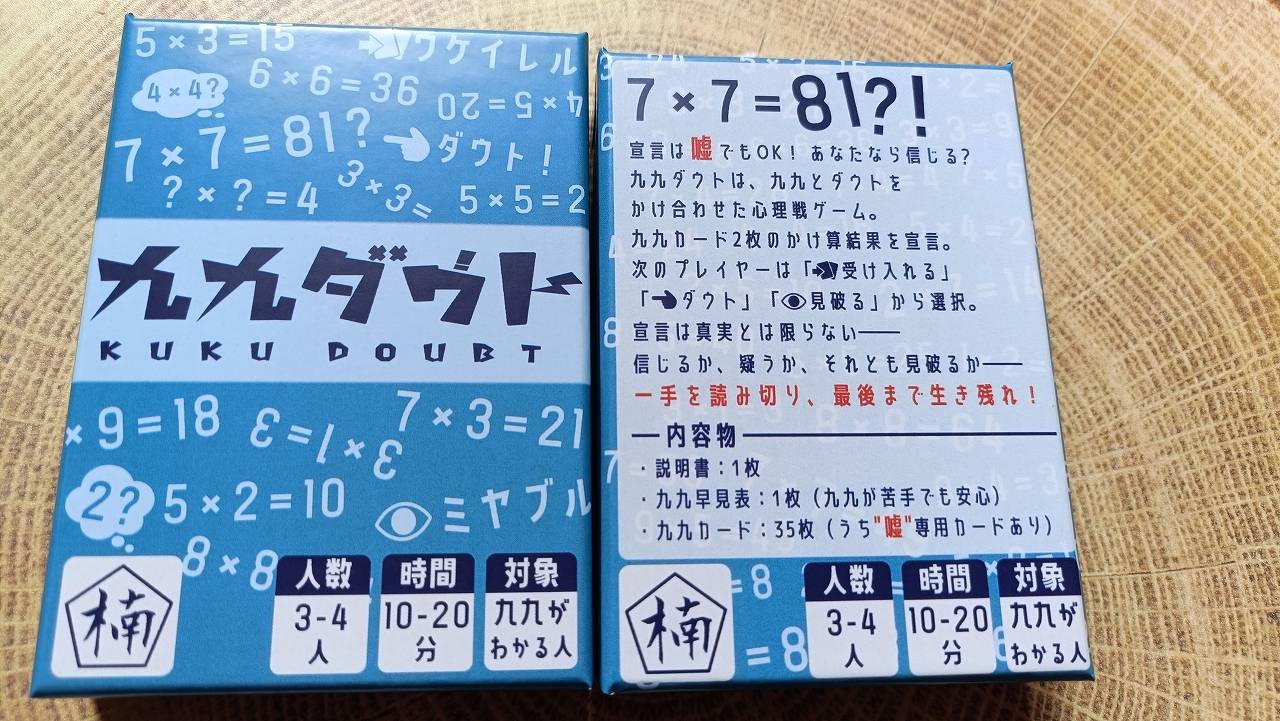 5×3=15
ワケイレル
4×4?
6×6=36
4×5=20
7×7=81?
ダウト!
?×?=4
3×3=
5×5=2
九九ダウト
KUKU DOUBT
×9=18
3×1=3
7×3=21
2?
5×2=10
ミヤブル
8×8
楠
人数
3-4
人
時間
10-20
分
対象
九九が
わかる人
7×7=81?!
宣言は嘘でもOK! あなたなら信じる?
九九ダウトは、九九とダウトを
かけ合わせた心理戦ゲーム。
九九カード2枚のかけ算結果を宣言。
次のプレイヤーは「受け入れる」
「ダウト」「見破る」から選択。
宣言は真実とは限らない――
信じるか、疑うか、それとも見破るか――
一手を読み切り、最後まで生き残れ!
内容物
・説明書:1枚
・九九早見表:1枚(九九が苦手でも安心)
・九九カード:35枚(うち"嘘"専用カードあり)
=8
=8
楠
人数
3-4
人
時間
10-20
分
対象
九九が
わかる人